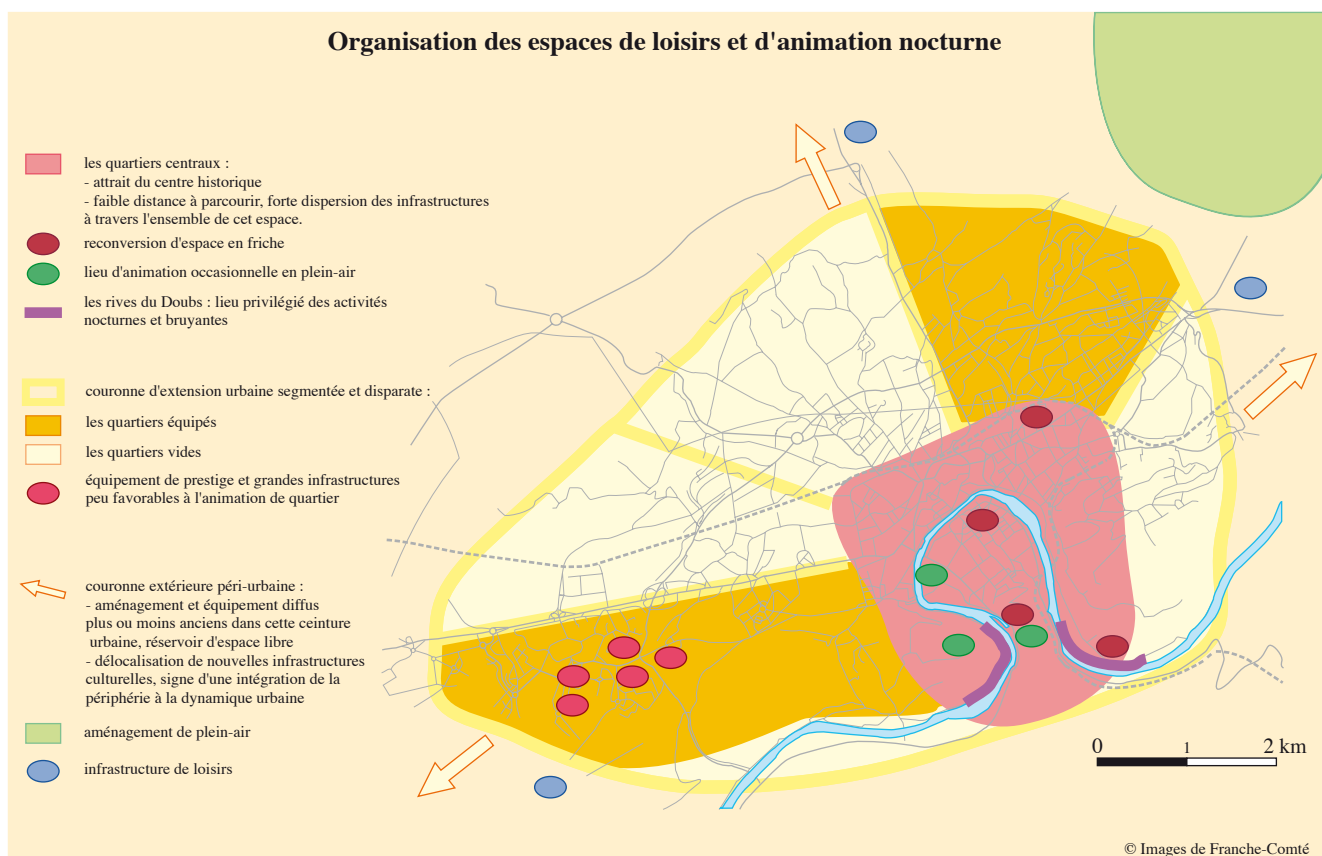 Organisation des espaces de loisirs et d'animation nocturne
les quartiers centraux :
- attrait du centre historique
- faible distance à parcourir, forte dispersion des infrastructures
à travers l'ensemble de cet espace.
reconversion d'espace en friche
lieu d'animation occasionnelle en plein-air
les rives du Doubs : lieu privilégié des activités
nocturnes et bruyantes
couronne d'extension urbaine segmentée et disparate :
les quartiers équipés
les quartiers vides
équipement de prestige et grandes infrastructures
peu favorables à l'animation de quartier
couronne extérieure péri-urbaine :
- aménagement et équipement diffus
plus ou moins anciens dans cette ceinture
urbaine, réservoir d'espace libre
- délocalisation de nouvelles infrastructures
culturelles, signe d'une intégration de la
périphérie à la dynamique urbaine
aménagement de plein-air
infrastructure de loisirs
0 1 2 km
© Images de Franche-Comté